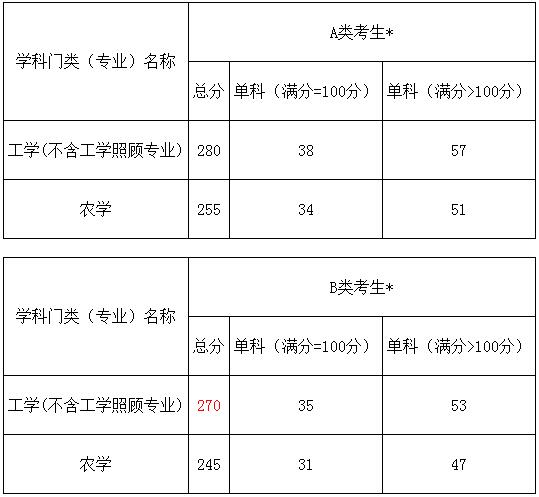 学科门类（专业）名称
A类考生*
总分
单科（满分=100分）
单科（满分>100分）
工学(不含工学照顾专业)
280
38
57
农学
255
34
51
学科门类（专业）名称
B类考生*
总分
单科（满分=100分）
单科（满分>100分）
工学(不含工学照顾专业)
270
35
53
农学
245
31
47